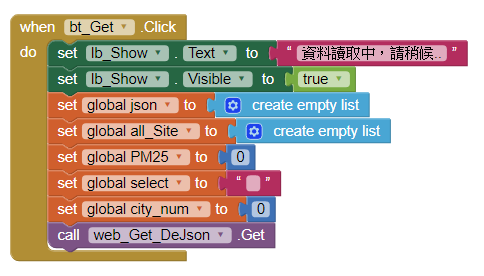 when bt_Get .Click
do set lb_Show . Text to “ 資料讀取中，請稍候.. ”
set lb_Show . Visible to true
set global json to create empty list
set global all_Site to create empty list
set global PM25 to 0
set global select to “ ”
set global city_num to 0
call web_Get_DeJson .Get